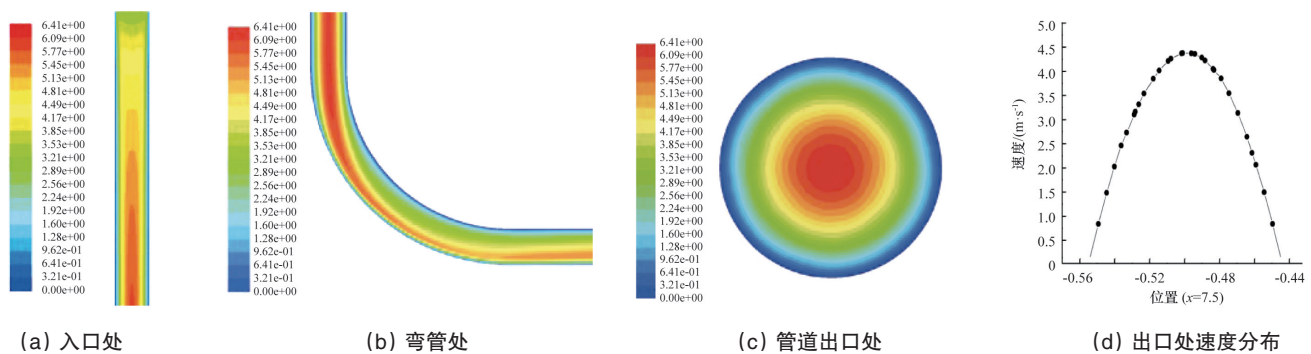 6.41e+00
6.09e+00
5.77e+00
5.45e+00
5.13e+00
4.81e+00
4.49e+00
4.17e+00
3.85e+00
3.53e+00
3.21e+00
2.89e+00
2.56e+00
2.24e+00
1.92e+00
1.60e+00
1.28e+00
9.62e-01
6.41e-01
3.21e-01
0.00e+00
(a) 入口处
6.41e+00
6.09e+00
5.77e+00
5.45e+00
5.13e+00
4.81e+00
4.49e+00
4.17e+00
3.85e+00
3.53e+00
3.21e+00
2.89e+00
2.56e+00
2.24e+00
1.92e+00
1.60e+00
1.28e+00
9.62e-01
6.41e-01
3.21e-01
0.00e+00
(b) 弯管处
6.41e+00
6.09e+00
5.77e+00
5.45e+00
5.13e+00
4.81e+00
4.49e+00
4.17e+00
3.85e+00
3.53e+00
3.21e+00
2.89e+00
2.56e+00
2.24e+00
1.92e+00
1.60e+00
1.28e+00
9.62e-01
6.41e-01
3.21e-01
0.00e+00
(c) 管道出口处
速度/(m·s⁻¹)
5.0
4.5
4.0
3.5
3.0
2.5
2.0
1.5
1.0
0.5
0
-0.56 -0.52 -0.48 -0.44
位置 (x=7.5)
(d) 出口处速度分布